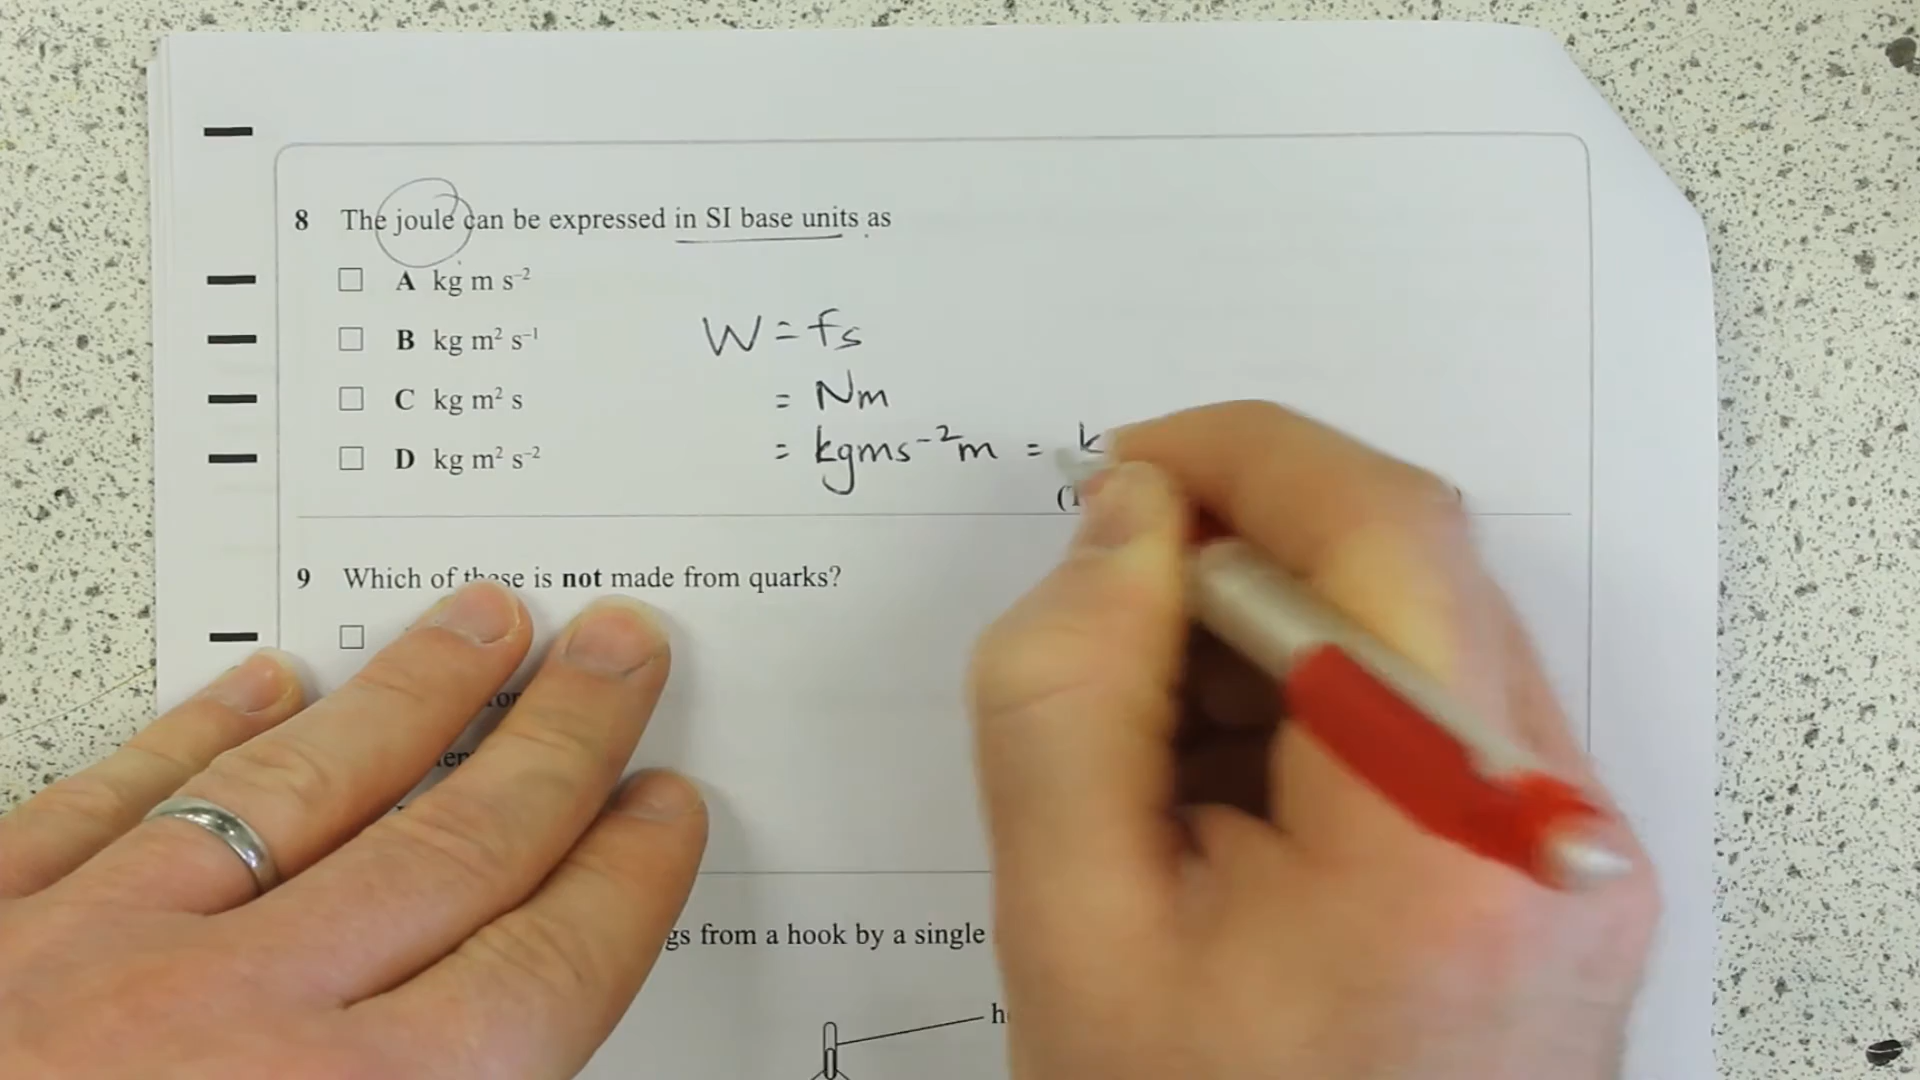 8 The joule can be expressed in SI base units as
A kg m s⁻²
B kg m² s⁻¹
C kg m² s
D kg m² s⁻²
W = fs
= Nm
= kgms⁻²m = k
9 Which of these is not made from quarks?
gs from a hook by a single